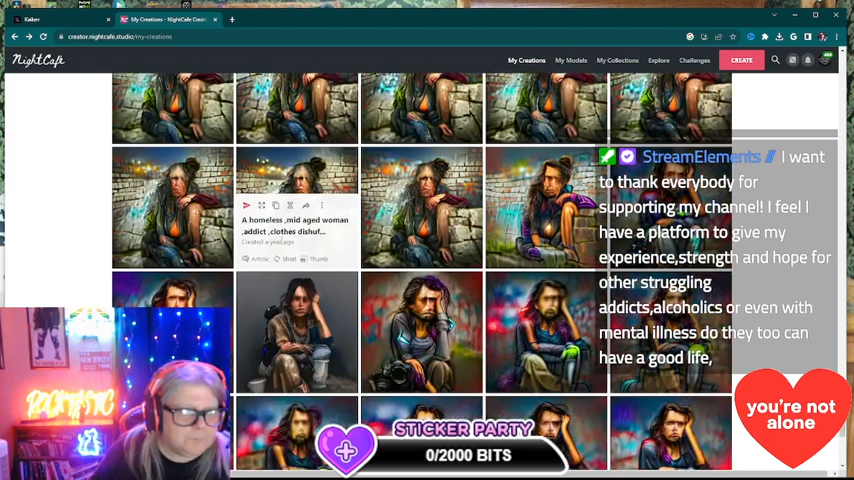 Kaiber
My Creations - NightCafe Creato
creator.nightcafe.studio/my-creations
NightCafe
My Creations
My Models
My Collections
Explore
Challenges
CREATE
A homeless ,mid aged woman
,addict ,clothes dishuf...
Created a year ago
Artistic
Short
Thumb
StreamElements // I want
to thank everybody for
supporting my channel! I feel I
have a platform to give my
experience,strength and hope for
other struggling
addicts,alcoholics or even with
mental illness do they too can
have a good life,
ROCKTASTIC
NEW JERSEY
you're not
alone
STICKER PARTY
0/2000 BITS